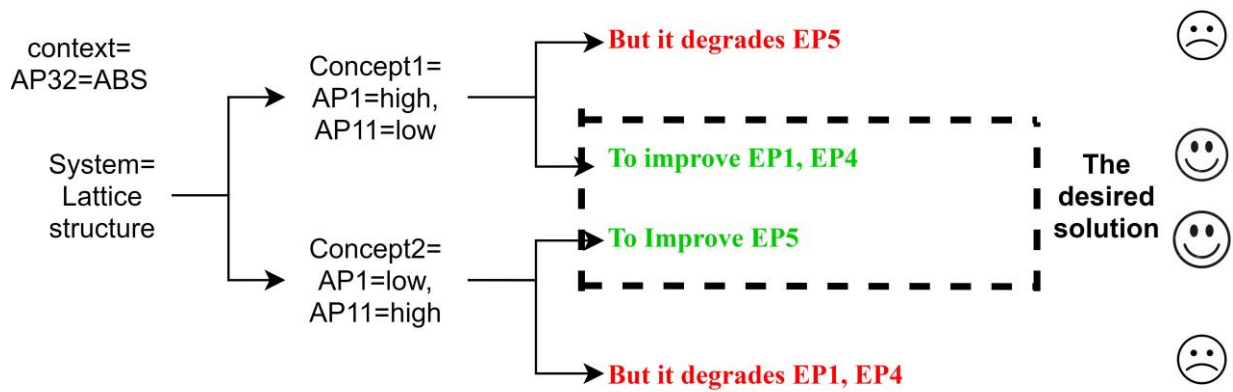 context=
AP32=ABS
System=
Lattice
structure
Concept1=
AP1=high,
AP11=low
Concept2=
AP1=low,
AP11=high
But it degrades EP5
To improve EP1, EP4
To Improve EP5
But it degrades EP1, EP4
The
desired
solution